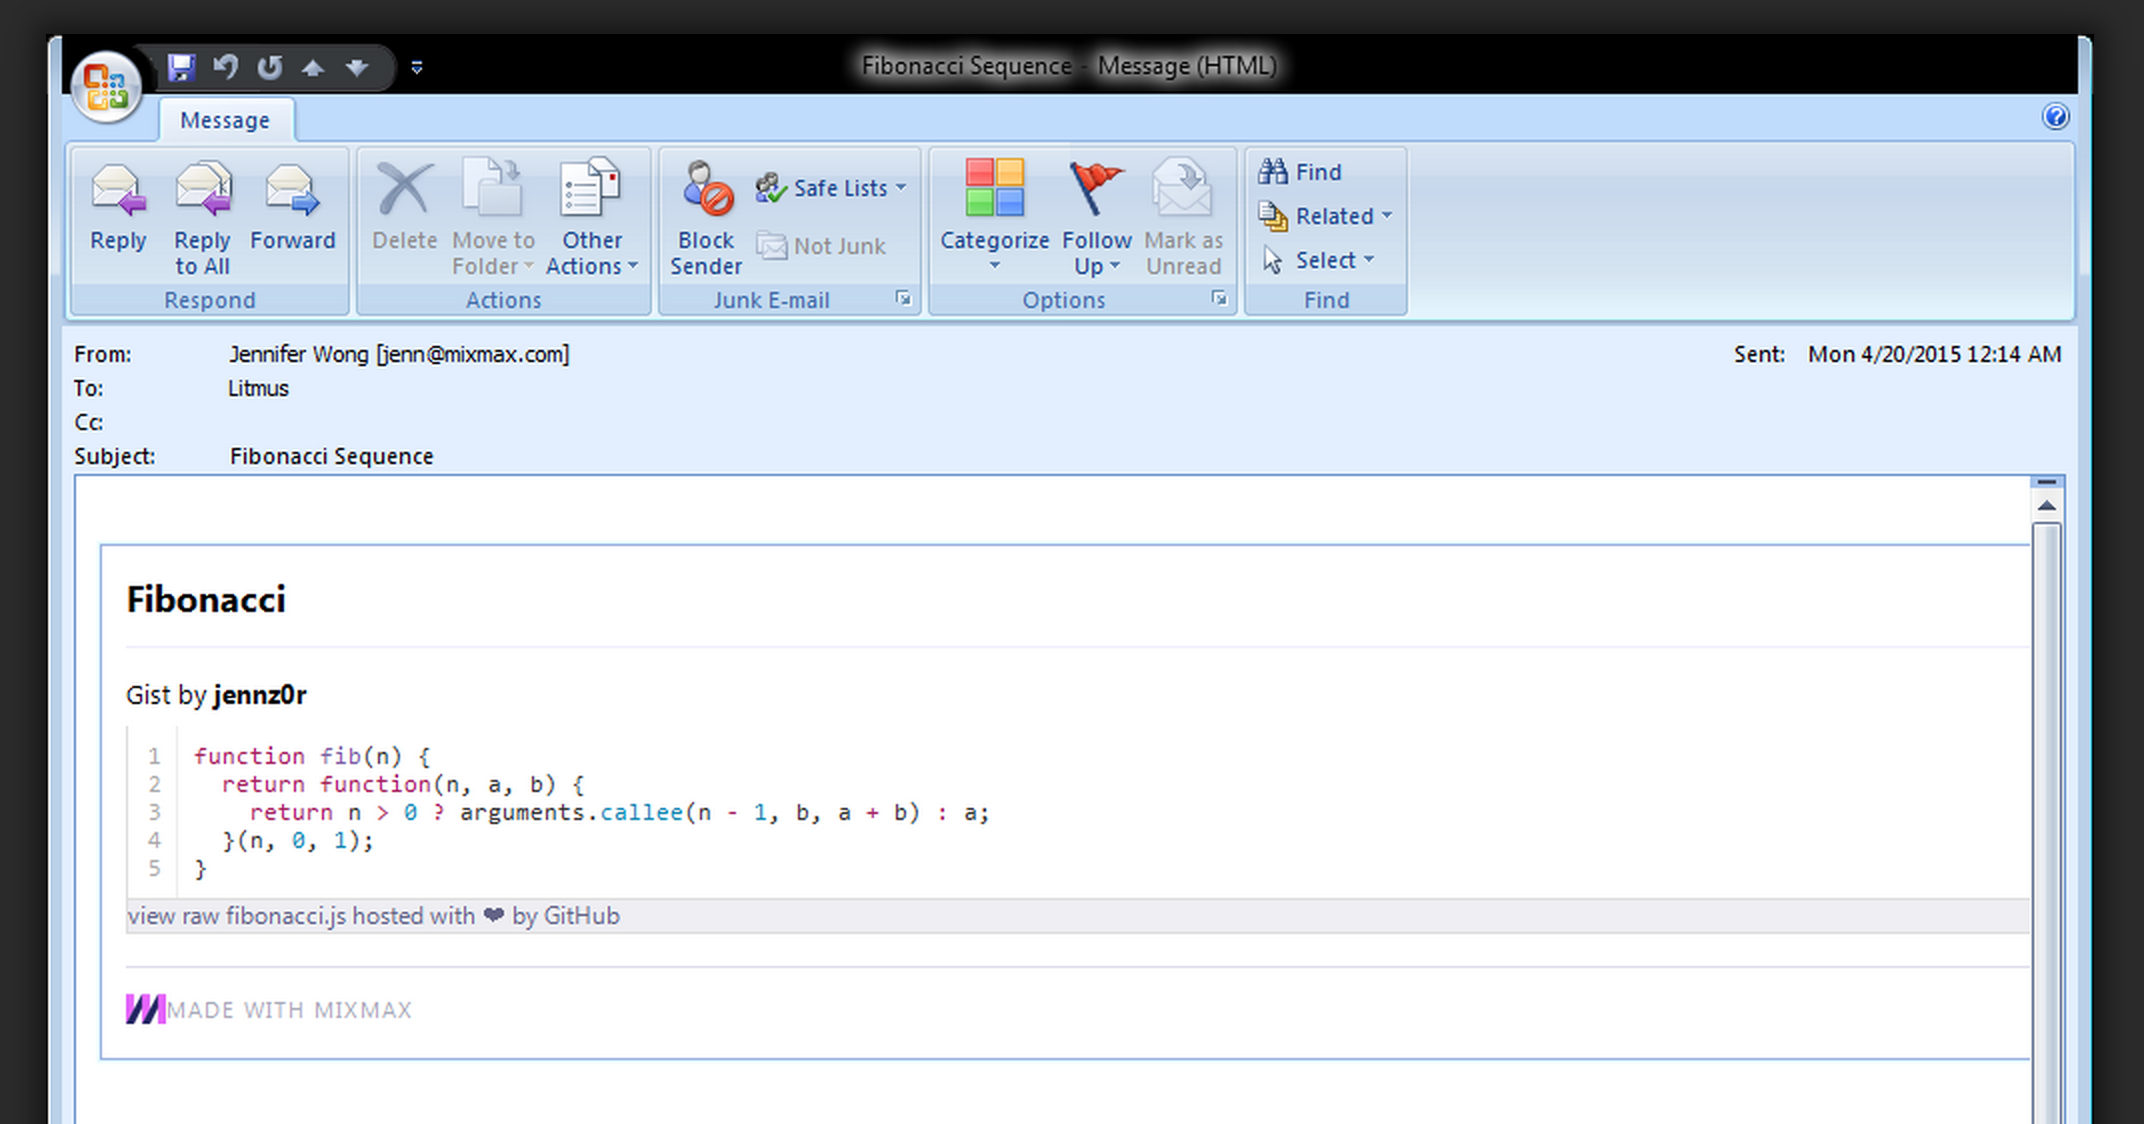 Fibonacci Sequence - Message (HTML)
Message
Reply
Reply to All
Forward
Respond
Delete
Move to Folder
Other Actions
Actions
Block Sender
Safe Lists
Not Junk
Junk E-mail
Categorize
Follow Up
Mark as Unread
Options
Find
Related
Select
Find
From: Jennifer Wong [jenn@mixmax.com] Sent: Mon 4/20/2015 12:14 AM
To: Litmus
Cc:
Subject: Fibonacci Sequence
Fibonacci
Gist by jennz0r
1 function fib(n) {
2   return function(n, a, b) {
3     return n > 0 ? arguments.callee(n - 1, b, a + b) : a;
4   }(n, 0, 1);
5 }
view raw fibonacci.js hosted with ❤ by GitHub
MADE WITH MIXMAX